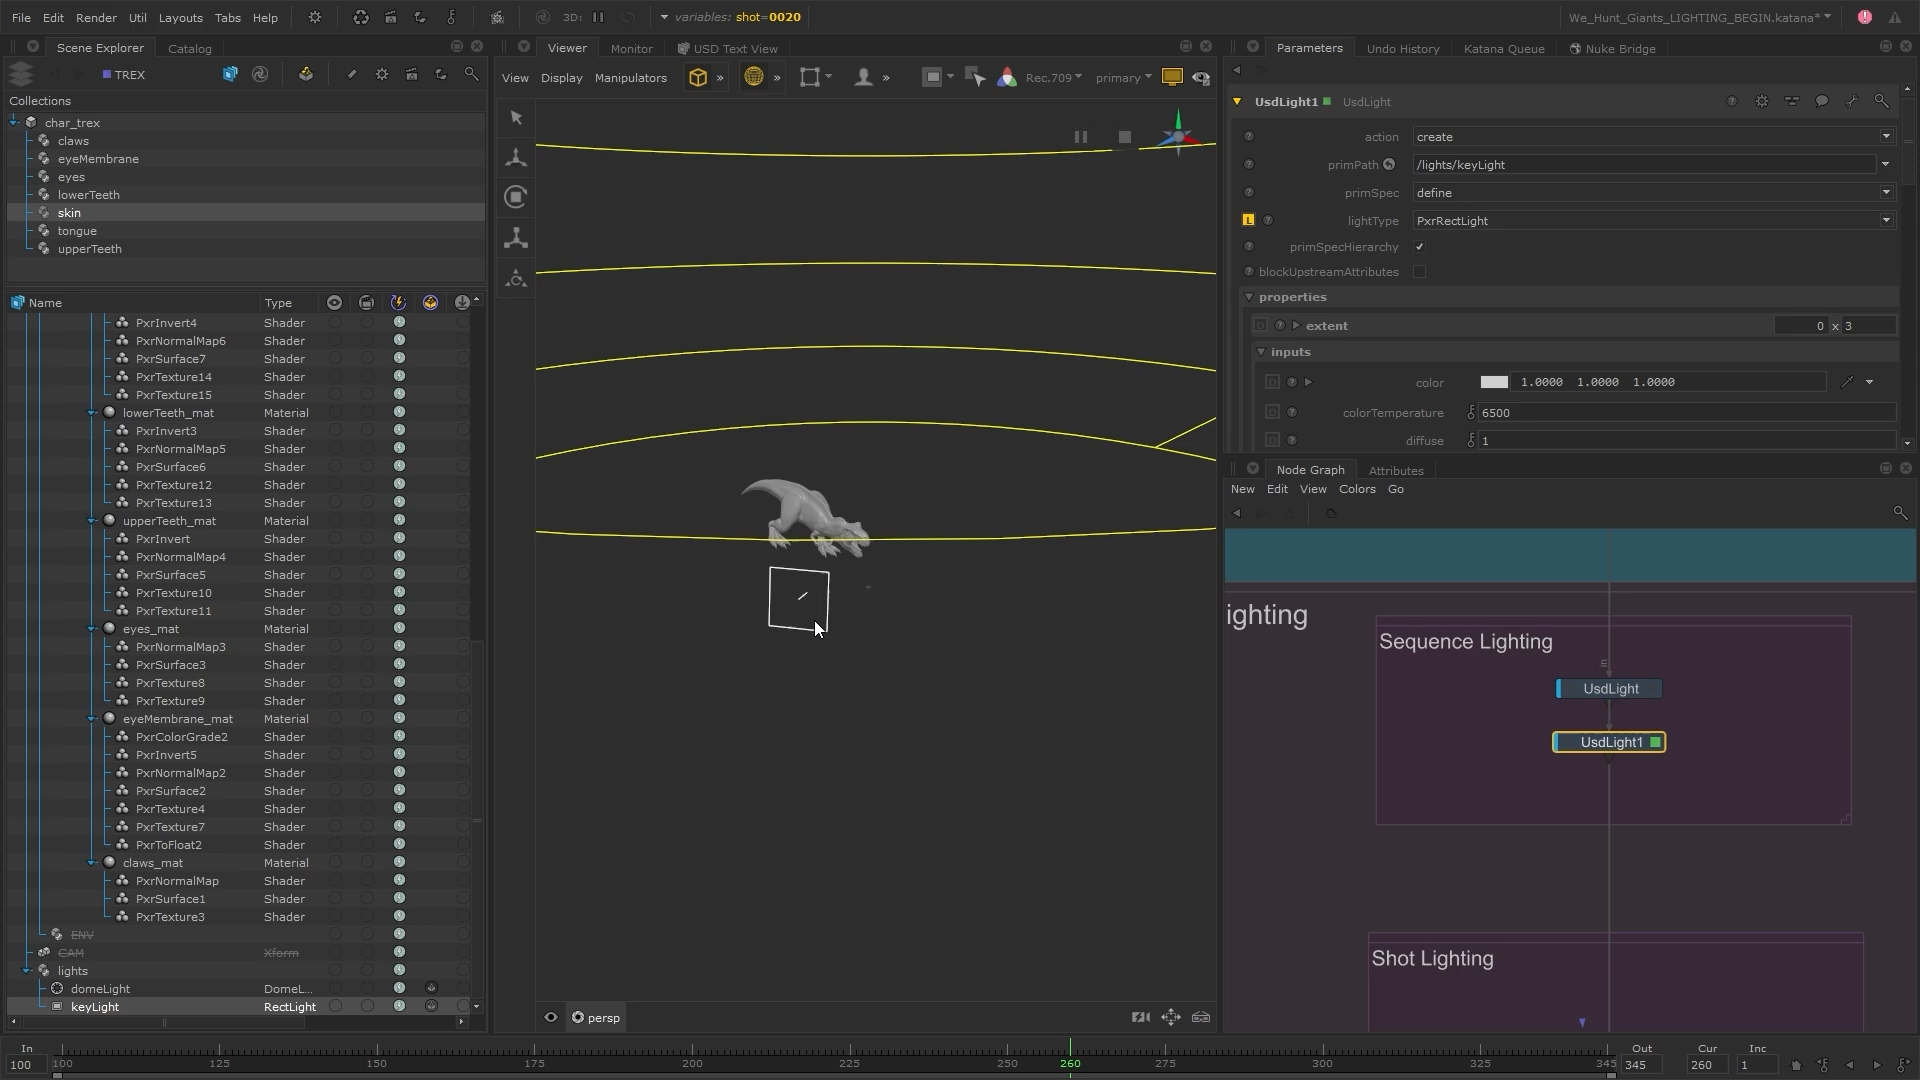 File Edit Render Util Layouts Tabs Help 3D: variables: shot=0020 We_Hunt_Giants_LIGHTING_BEGIN.katana*
Scene Explorer Catalog
TREX
Collections
char_trex
claws
eyeMembrane
eyes
lowerTeeth
skin
tongue
upperTeeth
Name Type
PxrInvert4 Shader
PxrNormalMap6 Shader
PxrSurface7 Shader
PxrTexture14 Shader
PxrTexture15 Shader
lowerTeeth_mat Material
PxrInvert3 Shader
PxrNormalMap5 Shader
PxrSurface6 Shader
PxrTexture12 Shader
PxrTexture13 Shader
upperTeeth_mat Material
PxrInvert Shader
PxrNormalMap4 Shader
PxrSurface5 Shader
PxrTexture10 Shader
PxrTexture11 Shader
eyes_mat Material
PxrNormalMap3 Shader
PxrSurface3 Shader
PxrTexture8 Shader
PxrTexture9 Shader
eyeMembrane_mat Material
PxrColorGrade2 Shader
PxrInvert5 Shader
PxrNormalMap2 Shader
PxrSurface2 Shader
PxrTexture4 Shader
PxrTexture7 Shader
PxrToFloat2 Shader
claws_mat Material
PxrNormalMap Shader
PxrSurface1 Shader
PxrTexture3 Shader
ENV
CAM Xform
lights
domeLight DomeL...
keyLight RectLight
Viewer Monitor USD Text View
View Display Manipulators » » » Rec.709 primary
persp
Parameters Undo History Katana Queue Nuke Bridge
UsdLight1 UsdLight
action create
primPath /lights/keyLight
primSpec define
L lightType PxrRectLight
primSpecHierarchy
blockUpstreamAttributes
properties
extent 0 x 3
inputs
color 1.0000 1.0000 1.0000
colorTemperature 6500
diffuse 1
Node Graph Attributes
New Edit View Colors Go
ighting
Sequence Lighting
UsdLight
UsdLight1
Shot Lighting
In 100
100 125 150 175 200 225 250 260 275 300 325 345
Out 345
Cur 260
Inc 1